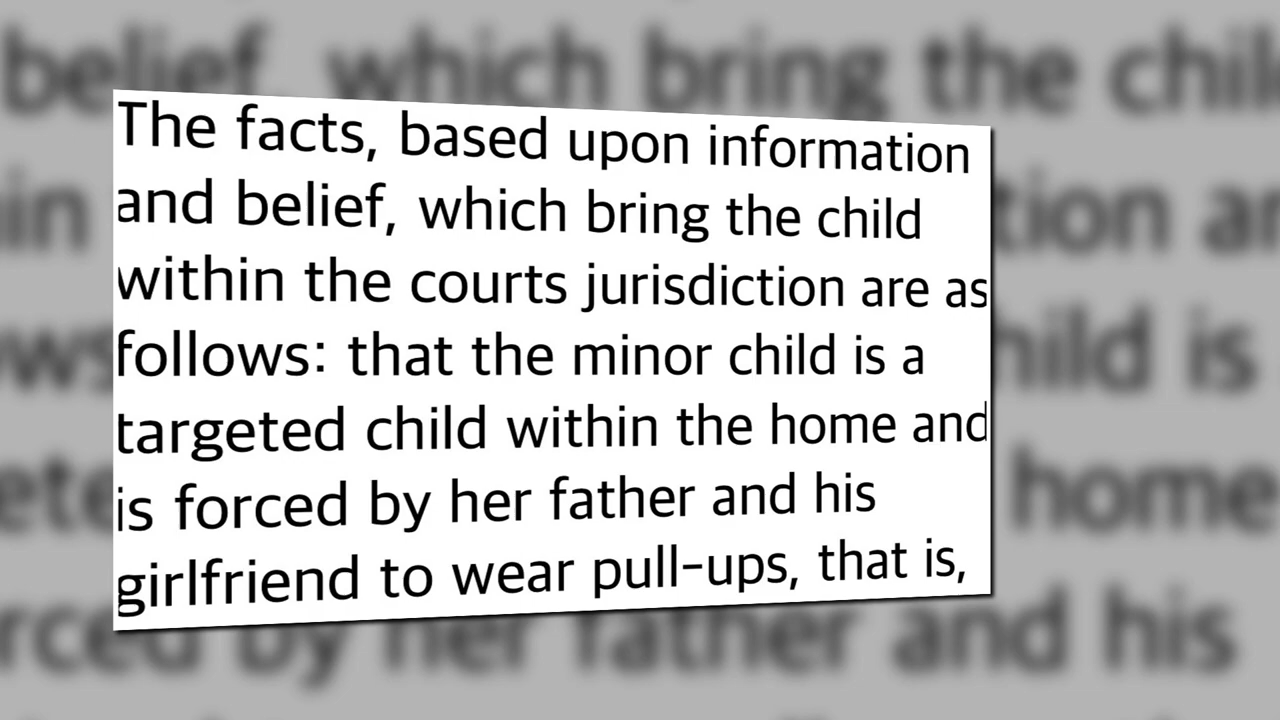 The facts, based upon information
and belief, which bring the child
within the courts jurisdiction are as
follows: that the minor child is a
targeted child within the home and
is forced by her father and his
girlfriend to wear pull-ups, that is,